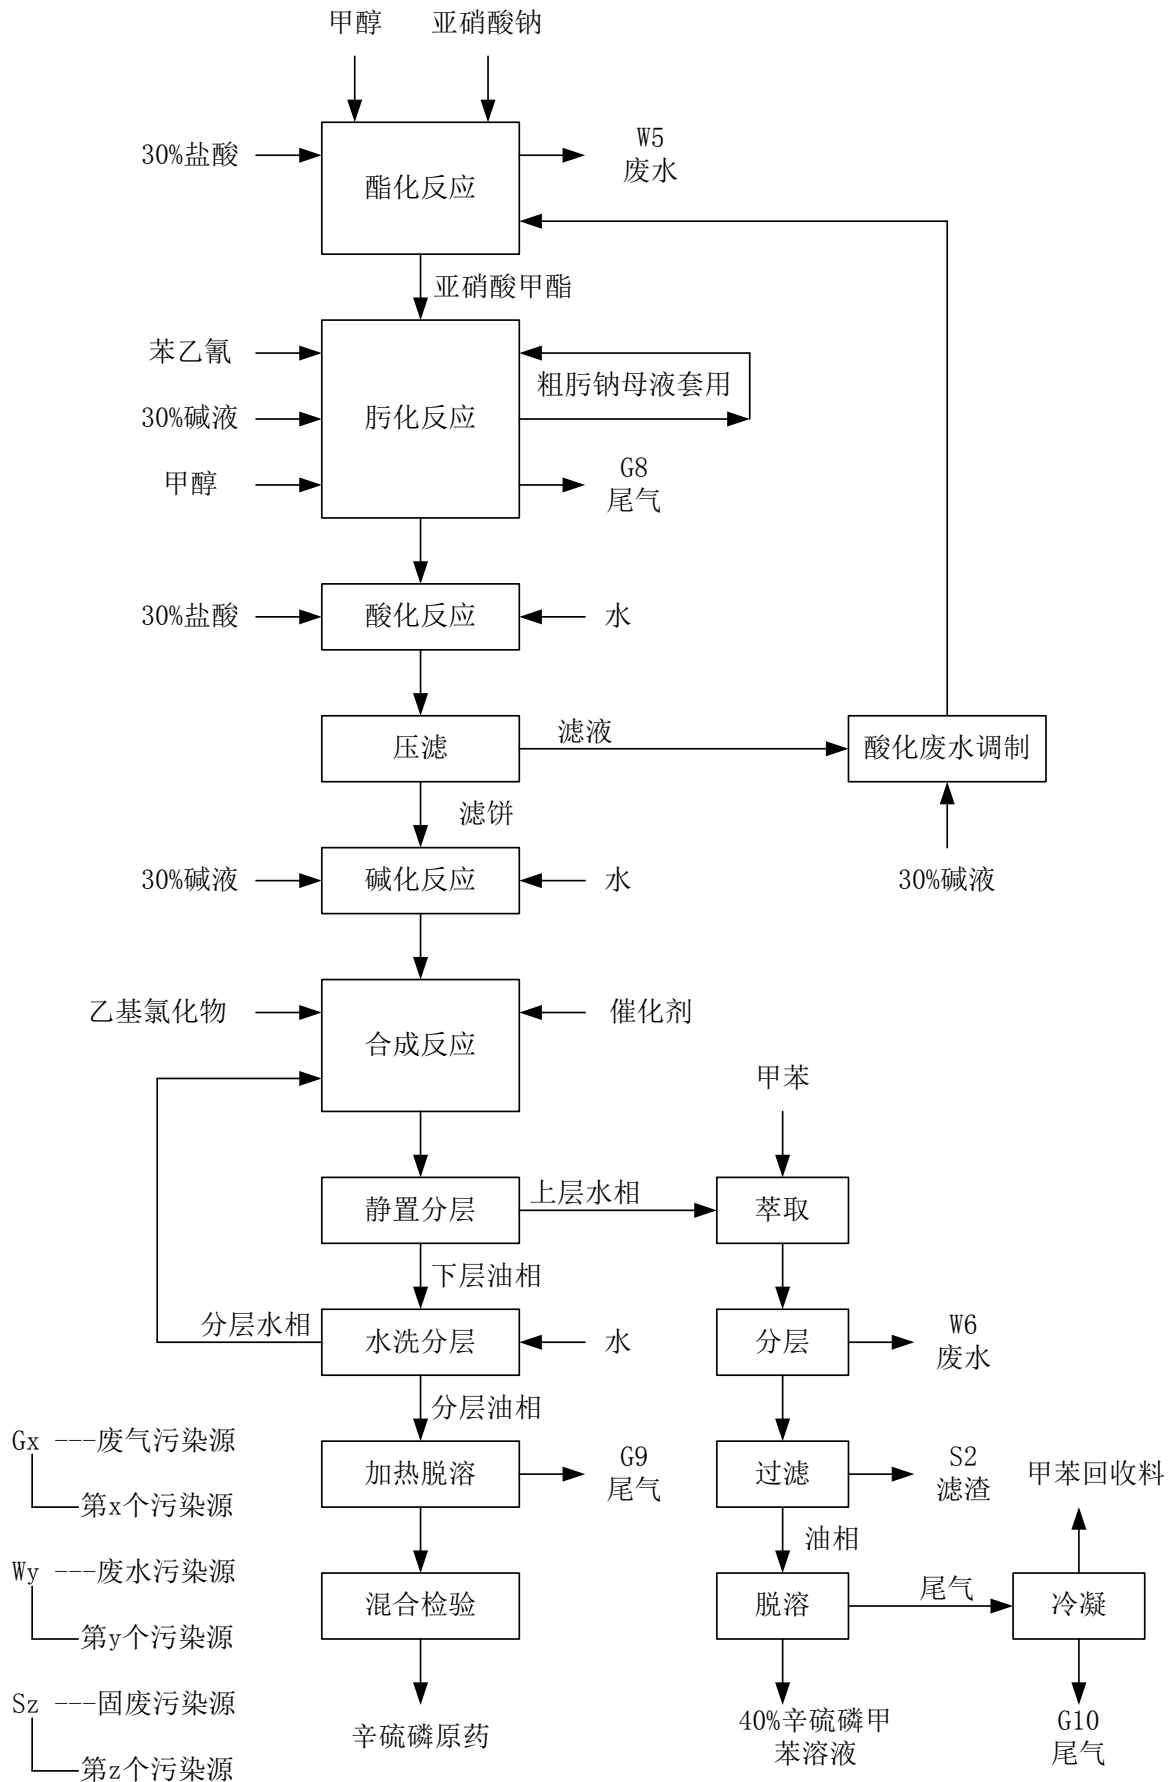 甲醇
亚硝酸钠
30%盐酸
酯化反应
W5
废水
亚硝酸甲酯
苯乙氰
30%碱液
甲醇
肟化反应
粗肟钠母液套用
G8
尾气
30%盐酸
酸化反应
水
压滤
滤液
酸化废水调制
滤饼
30%碱液
碱化反应
水
30%碱液
乙基氯化物
合成反应
催化剂
甲苯
静置分层
上层水相
萃取
下层油相
分层水相
水洗分层
水
分层
W6
废水
分层油相
加热脱溶
G9
尾气
过滤
S2
滤渣
甲苯回收料
油相
混合检验
脱溶
尾气
冷凝
辛硫磷原药
40%辛硫磷甲
苯溶液
G10
尾气
Gx ---废气污染源
第x个污染源
Wy ---废水污染源
第y个污染源
Sz ---固废污染源
第z个污染源